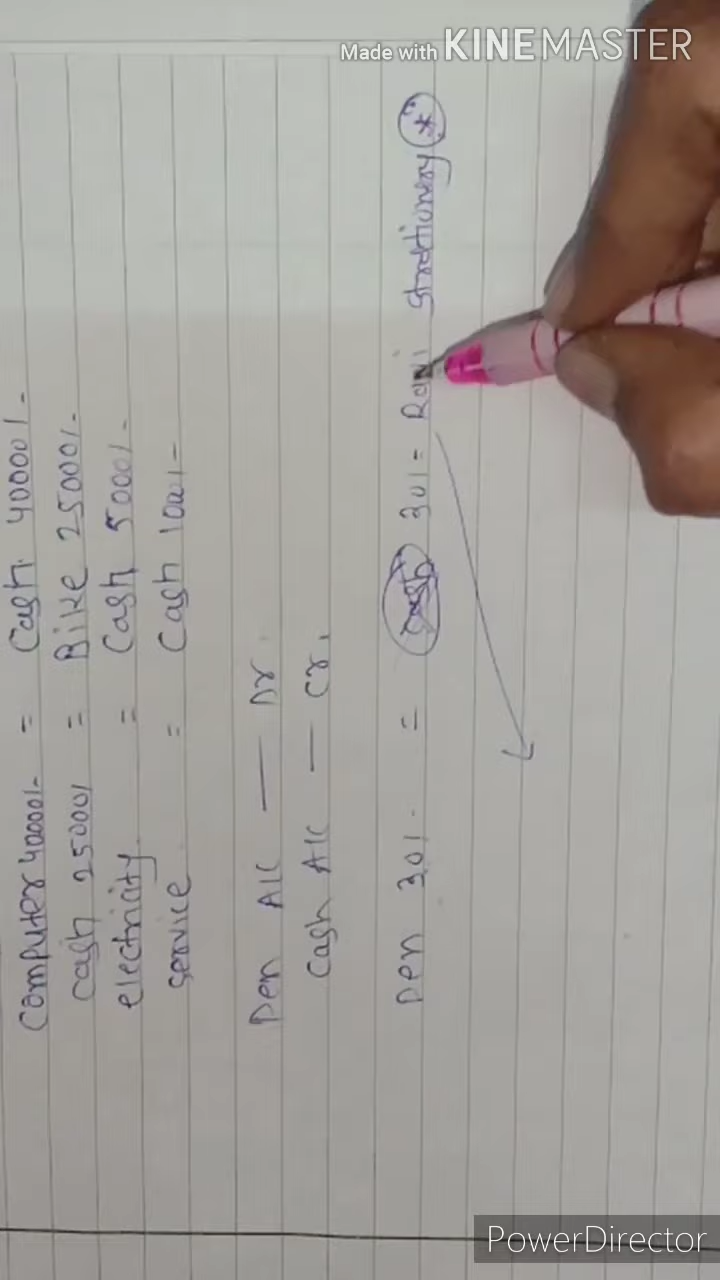 Made with KINEMASTER
Computer 40000/- = Cash 40000/-
Cash 25000/ = Bike 25000/-
electricity = Cash 5000/-
service = Cash 1000/-
Pen A/C — Dr.
Cash A/C — Cr.
Pen 30/- = Cash 30/- = Ravi
PowerDirector